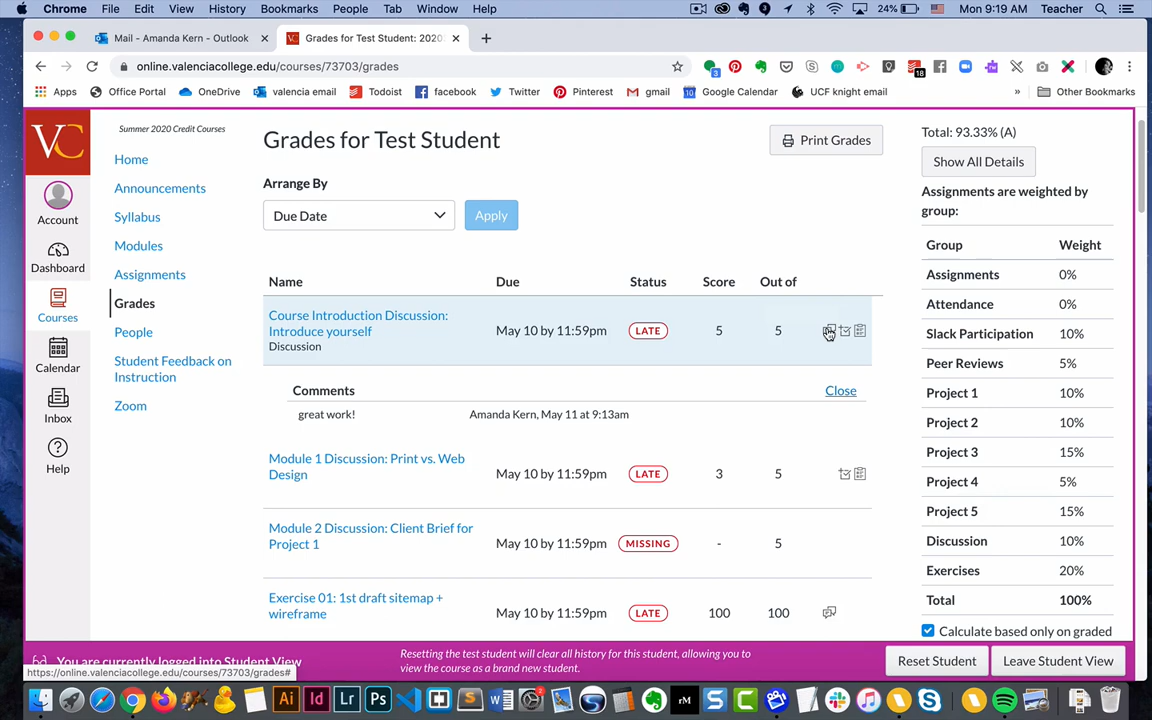 Chrome File Edit View History Bookmarks People Tab Window Help 24% Mon 9:19 AM Teacher
Mail - Amanda Kern - Outlook Grades for Test Student: 202
online.valenciacollege.edu/courses/73703/grades 3 18
Apps Office Portal OneDrive valencia email Todoist facebook Twitter Pinterest gmail 10 Google Calendar UCF knight email » Other Bookmarks
VC
Account
Dashboard
Courses
Calendar
Inbox
Help
Summer 2020 Credit Courses
Home
Announcements
Syllabus
Modules
Assignments
Grades
People
Student Feedback on
Instruction
Zoom
Grades for Test Student
Print Grades
Arrange By
Due Date Apply
Name Due Status Score Out of
Course Introduction Discussion:
Introduce yourself May 10 by 11:59pm LATE 5 5
Discussion
Comments Close
great work! Amanda Kern, May 11 at 9:13am
Module 1 Discussion: Print vs. Web
Design May 10 by 11:59pm LATE 3 5
Module 2 Discussion: Client Brief for
Project 1 May 10 by 11:59pm MISSING - 5
Exercise 01: 1st draft sitemap +
wireframe May 10 by 11:59pm LATE 100 100
Total: 93.33% (A)
Show All Details
Assignments are weighted by
group:
Group Weight
Assignments 0%
Attendance 0%
Slack Participation 10%
Peer Reviews 5%
Project 1 10%
Project 2 10%
Project 3 15%
Project 4 5%
Project 5 15%
Discussion 10%
Exercises 20%
Total 100%
Calculate based only on graded
You are currently logged into Student View
Resetting the test student will clear all history for this student, allowing you to
view the course as a brand new student.
Reset Student Leave Student View
https://online.valenciacollege.edu/courses/73703/grades#
Ai Id Lr Ps S W 2 rM S C